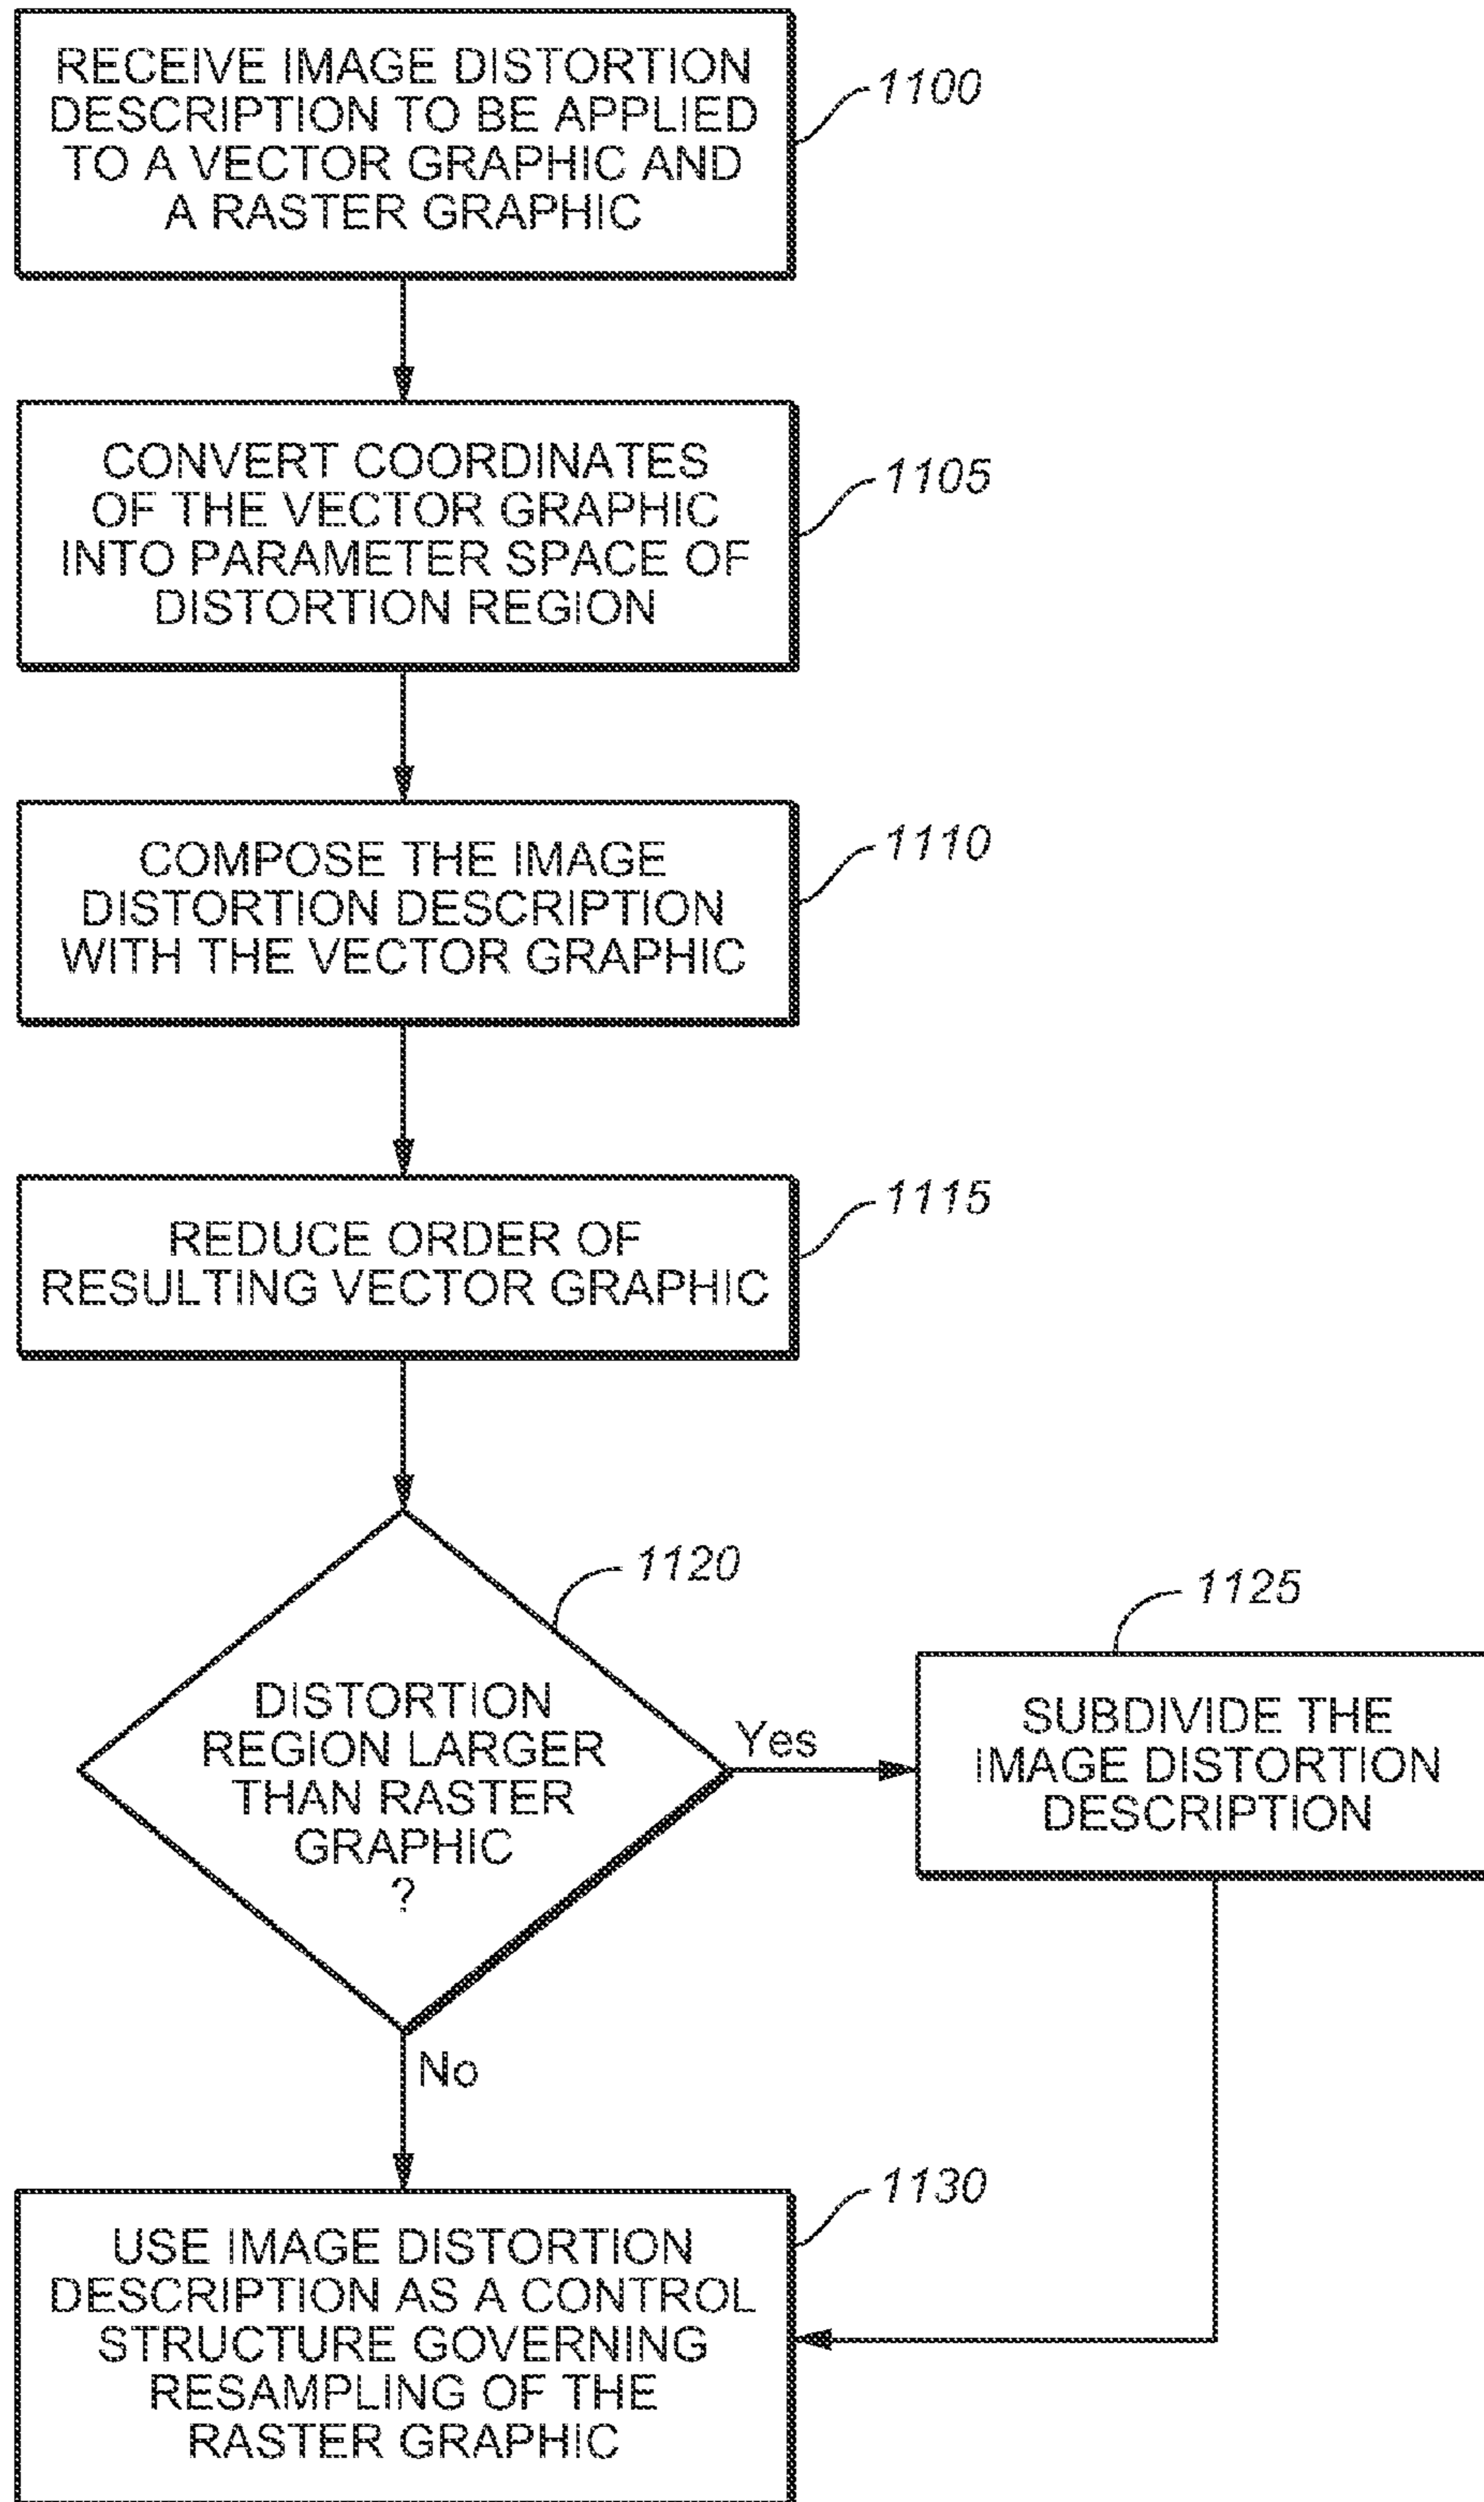 RECEIVE IMAGE DISTORTION
DESCRIPTION TO BE APPLIED
TO A VECTOR GRAPHIC AND
A RASTER GRAPHIC
1100
CONVERT COORDINATES
OF THE VECTOR GRAPHIC
INTO PARAMETER SPACE OF
DISTORTION REGION
1105
COMPOSE THE IMAGE
DISTORTION DESCRIPTION
WITH THE VECTOR GRAPHIC
1110
REDUCE ORDER OF
RESULTING VECTOR GRAPHIC
1115
DISTORTION
REGION LARGER
THAN RASTER
GRAPHIC
?
1120
Yes
SUBDIVIDE THE
IMAGE DISTORTION
DESCRIPTION
1125
No
USE IMAGE DISTORTION
DESCRIPTION AS A CONTROL
STRUCTURE GOVERNING
RESAMPLING OF THE
RASTER GRAPHIC
1130